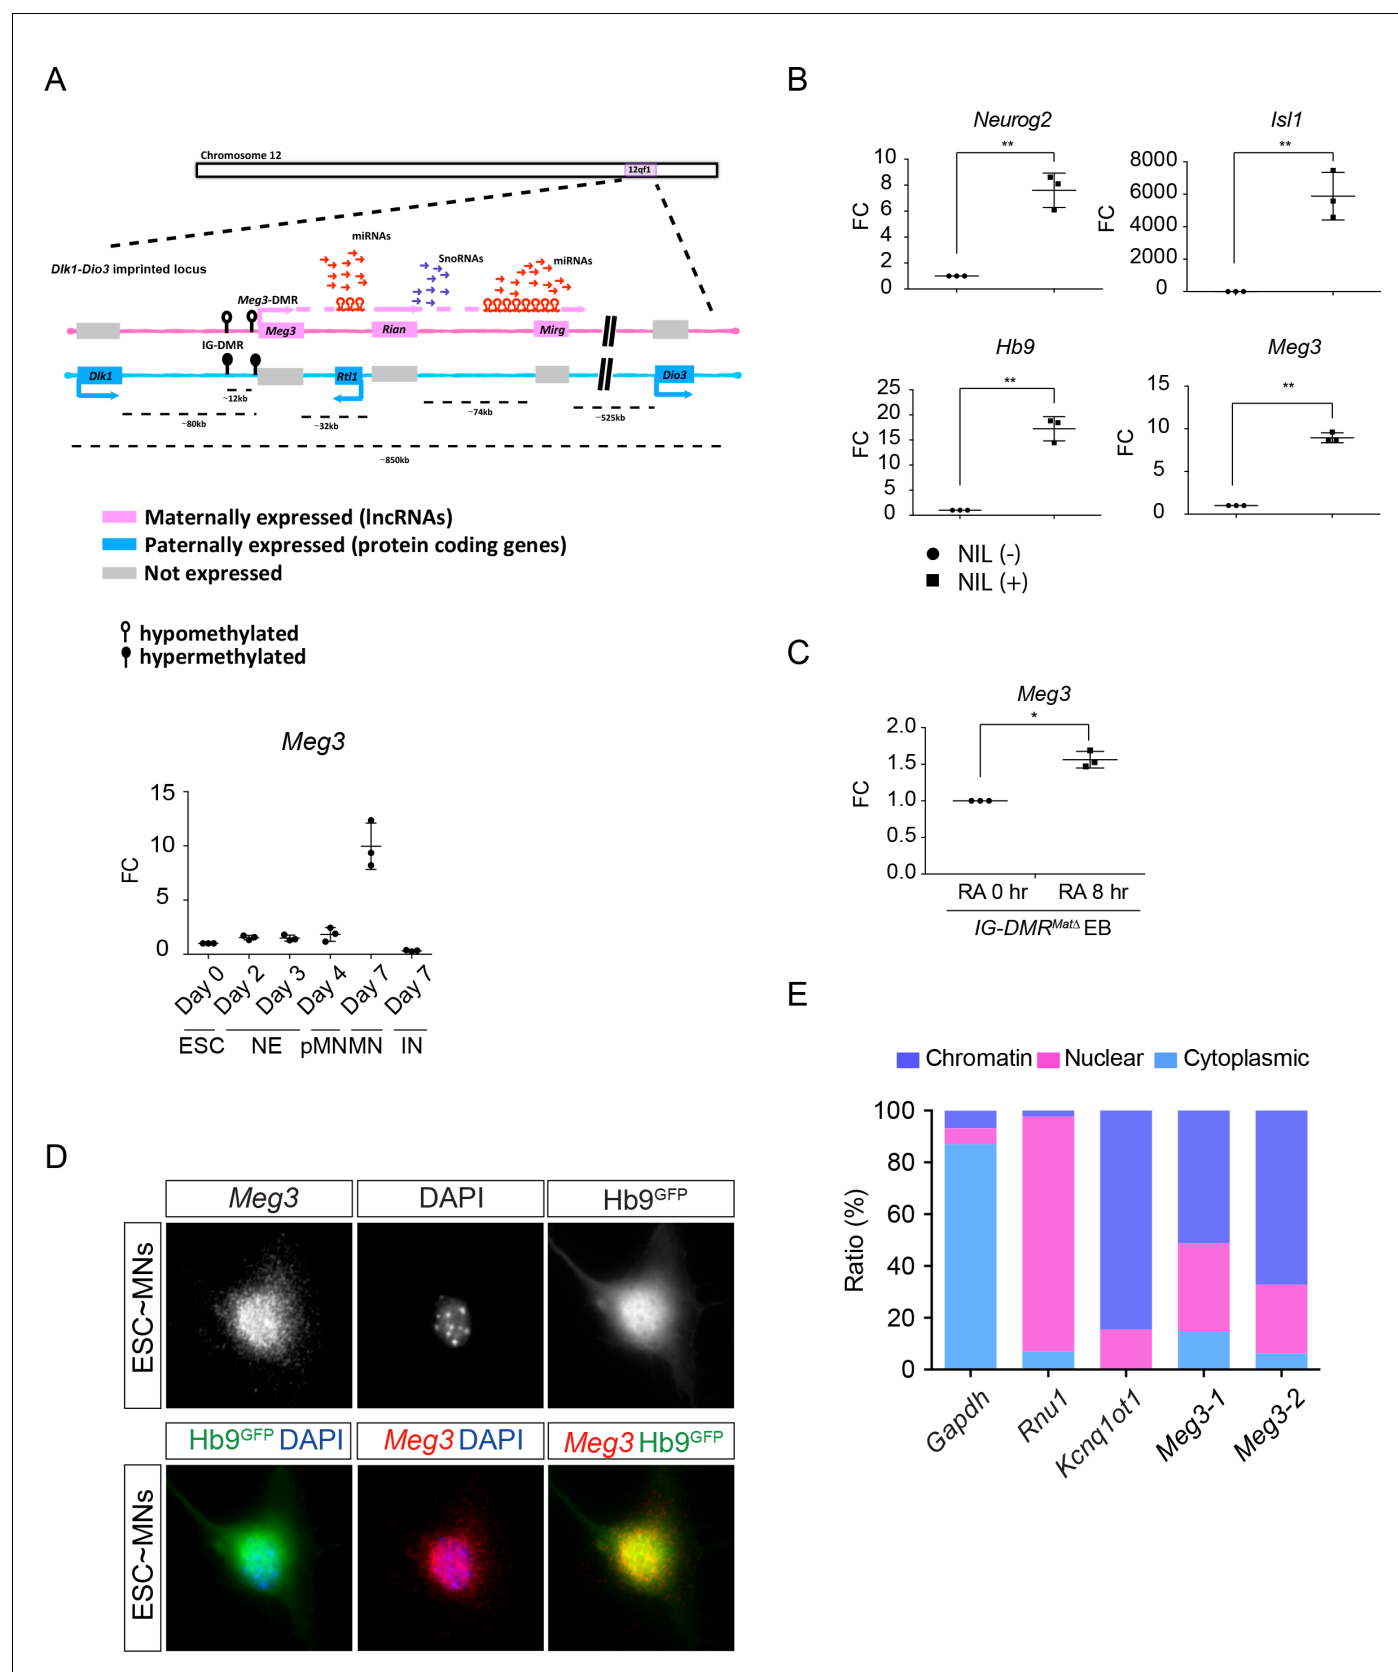 A
Chromosome 12
12qf1
miRNAs
SnoRNAs
miRNAs
Dlk1-Dio3 imprinted locus
Meg3-DMR
Meg3
Rian
Mirg
IG-DMR
Dlk1
Rtl1
Dio3
~12kb
~80kb
~32kb
~74kb
~525kb
~850kb
Maternally expressed (lncRNAs)
Paternally expressed (protein coding genes)
Not expressed
hypomethylated
hypermethylated
Meg3
FC
15
10
5
0
Day 0
Day 2
Day 3
Day 4
Day 7
Day 7
ESC
NE
pMN
MN
IN
B
Neurog2
**
FC
10
8
6
4
2
0
Isl1
**
FC
8000
6000
4000
2000
0
Hb9
**
FC
25
20
15
10
5
0
Meg3
**
FC
15
10
5
0
NIL (-)
NIL (+)
C
Meg3
*
FC
2.0
1.5
1.0
0.5
0.0
RA 0 hr
RA 8 hr
IG-DMRMatΔ EB
D
Meg3
DAPI
Hb9GFP
ESC~MNs
Hb9GFP DAPI
Meg3 DAPI
Meg3 Hb9GFP
ESC~MNs
E
Chromatin
Nuclear
Cytoplasmic
Ratio (%)
100
80
60
40
20
0
Gapdh
Rnu1
Kcnq1ot1
Meg3-1
Meg3-2